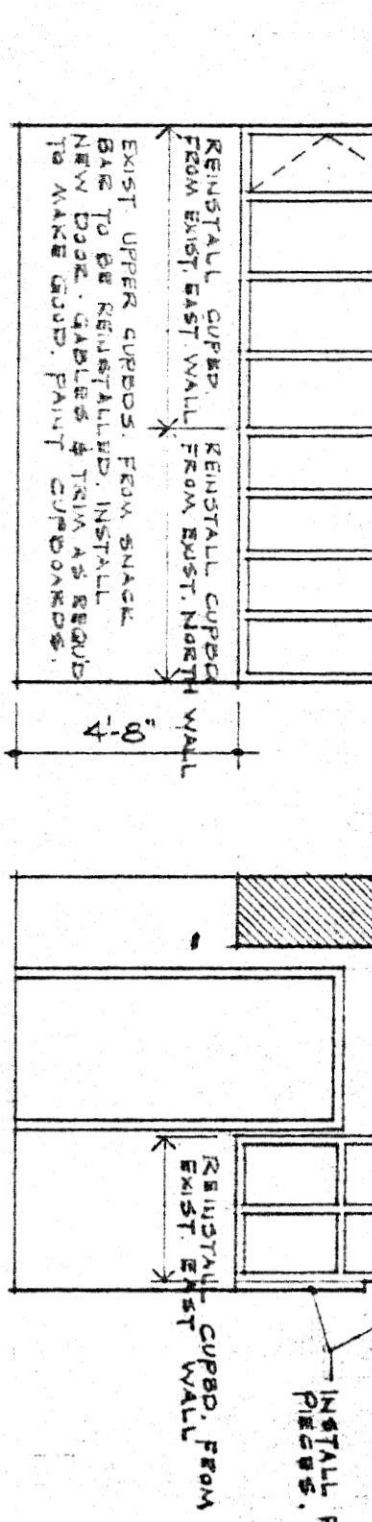 REINSTALL CUPBD.
FROM EXIST. EAST WALL
REINSTALL CUPBDS
FROM EXIST. NORTH WALL
EXIST. UPPER CUPBDS. FROM SNACK
BAR TO BE REINSTALLED. INSTALL
NEW DOOR. GABLES & TRIM AS REQU'D
TO MAKE GOOD. PAINT CUPBOARDS.
4'-8"
REINSTALL CUPBD. FROM
EXIST. EAST WALL
INSTALL
PIECES.